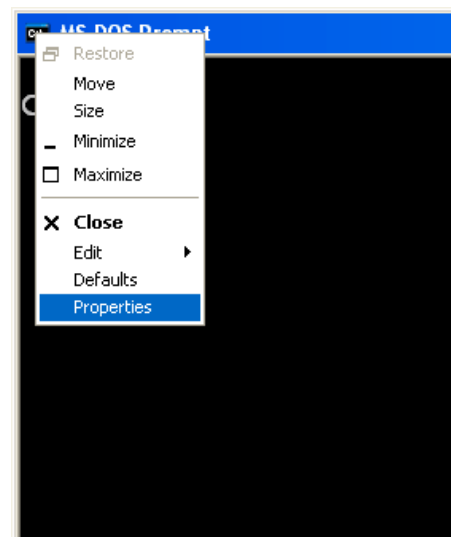 MS-DOS Prompt
Restore
Move
Size
Minimize
Maximize
Close
Edit
Defaults
Properties